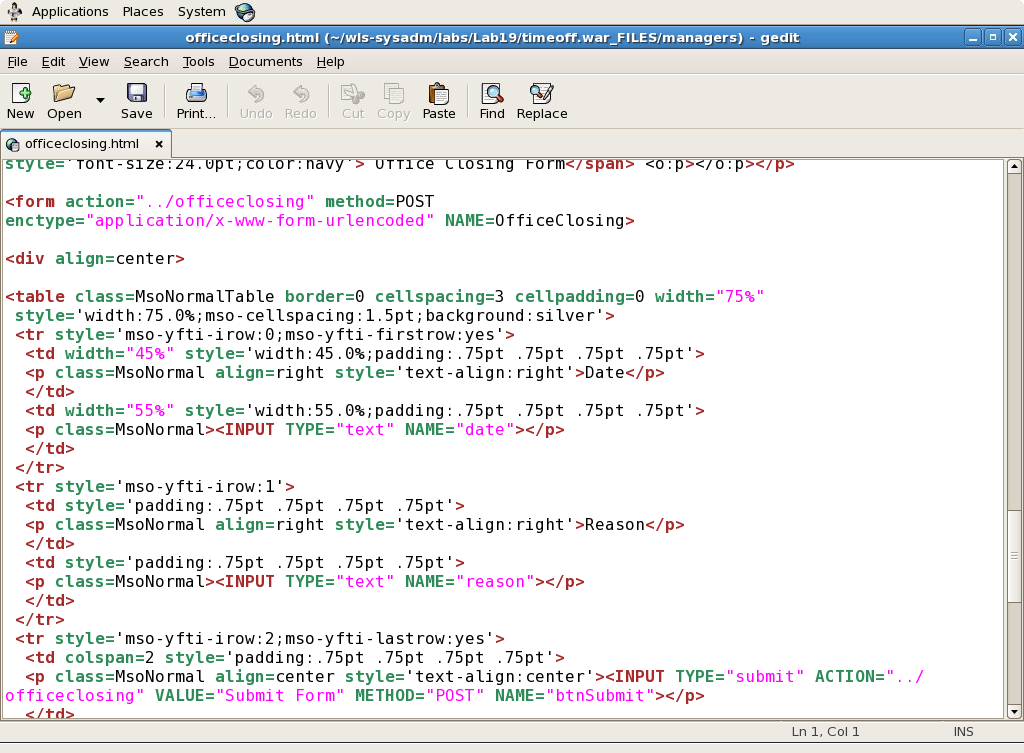 Applications Places System
officeclosing.html (~/wls-sysadm/labs/Lab19/timeoff.war_FILES/managers) - gedit
File Edit View Search Tools Documents Help
New Open Save Print... Undo Redo Cut Copy Paste Find Replace
officeclosing.html
style='font-size:24.0pt;color:navy'> Office Closing Form</span> <o:p></o:p></p>
<form action="../officeclosing" method=POST
enctype="application/x-www-form-urlencoded" NAME=OfficeClosing>
<div align=center>
<table class=MsoNormalTable border=0 cellspacing=3 cellpadding=0 width="75%"
style='width:75.0%;mso-cellspacing:1.5pt;background:silver'>
<tr style='mso-yfti-irow:0;mso-yfti-firstrow:yes'>
<td width="45%" style='width:45.0%;padding:.75pt .75pt .75pt .75pt'>
<p class=MsoNormal align=right style='text-align:right'>Date</p>
</td>
<td width="55%" style='width:55.0%;padding:.75pt .75pt .75pt .75pt'>
<p class=MsoNormal><INPUT TYPE="text" NAME="date"></p>
</td>
</tr>
<tr style='mso-yfti-irow:1'>
<td style='padding:.75pt .75pt .75pt .75pt'>
<p class=MsoNormal align=right style='text-align:right'>Reason</p>
</td>
<td style='padding:.75pt .75pt .75pt .75pt'>
<p class=MsoNormal><INPUT TYPE="text" NAME="reason"></p>
</td>
</tr>
<tr style='mso-yfti-irow:2;mso-yfti-lastrow:yes'>
<td colspan=2 style='padding:.75pt .75pt .75pt .75pt'>
<p class=MsoNormal align=center style='text-align:center'><INPUT TYPE="submit" ACTION="../
officeclosing" VALUE="Submit Form" METHOD="POST" NAME="btnSubmit"></p>
</td>
Ln 1, Col 1 INS